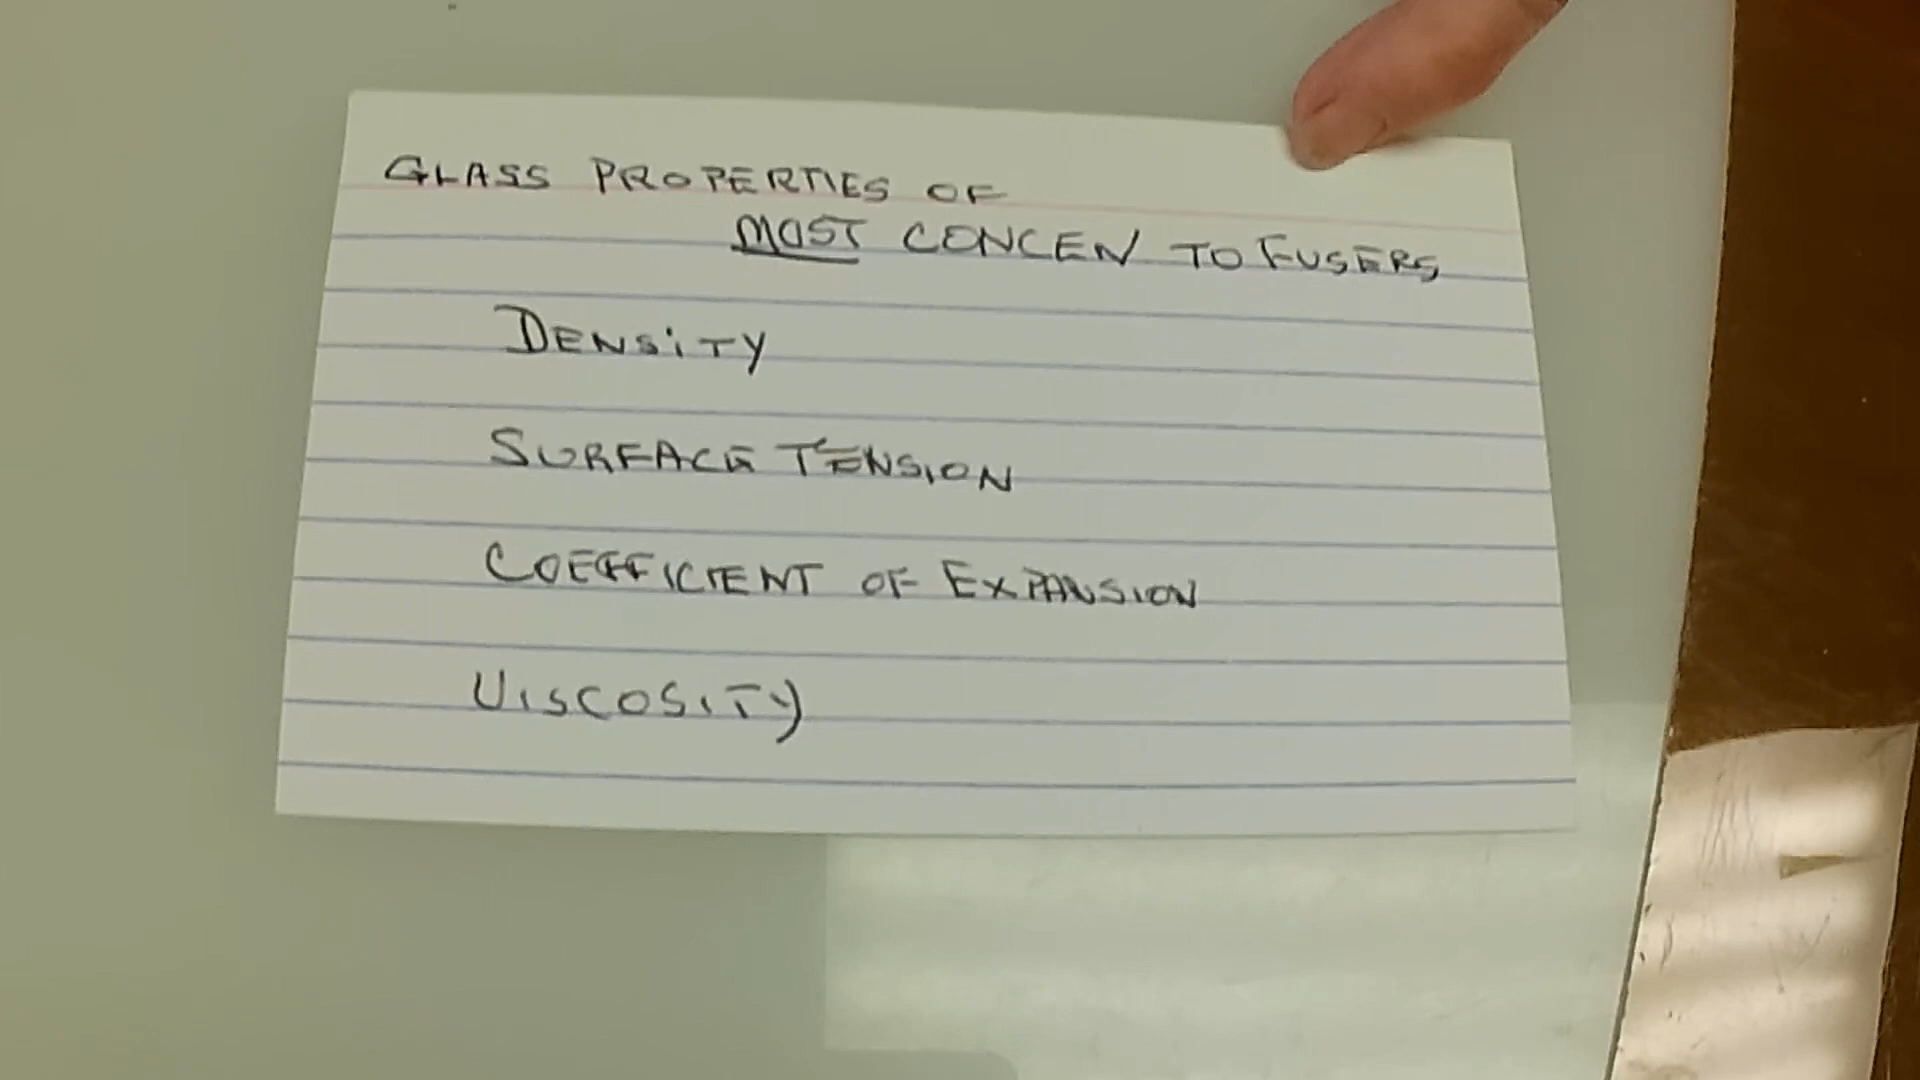 GLASS PROPERTIES OF
MOST CONCEN TO FUSERS
DENSITY
SURFACE TENSION
COEFFICIENT OF EXPANSION
VISCOSITY